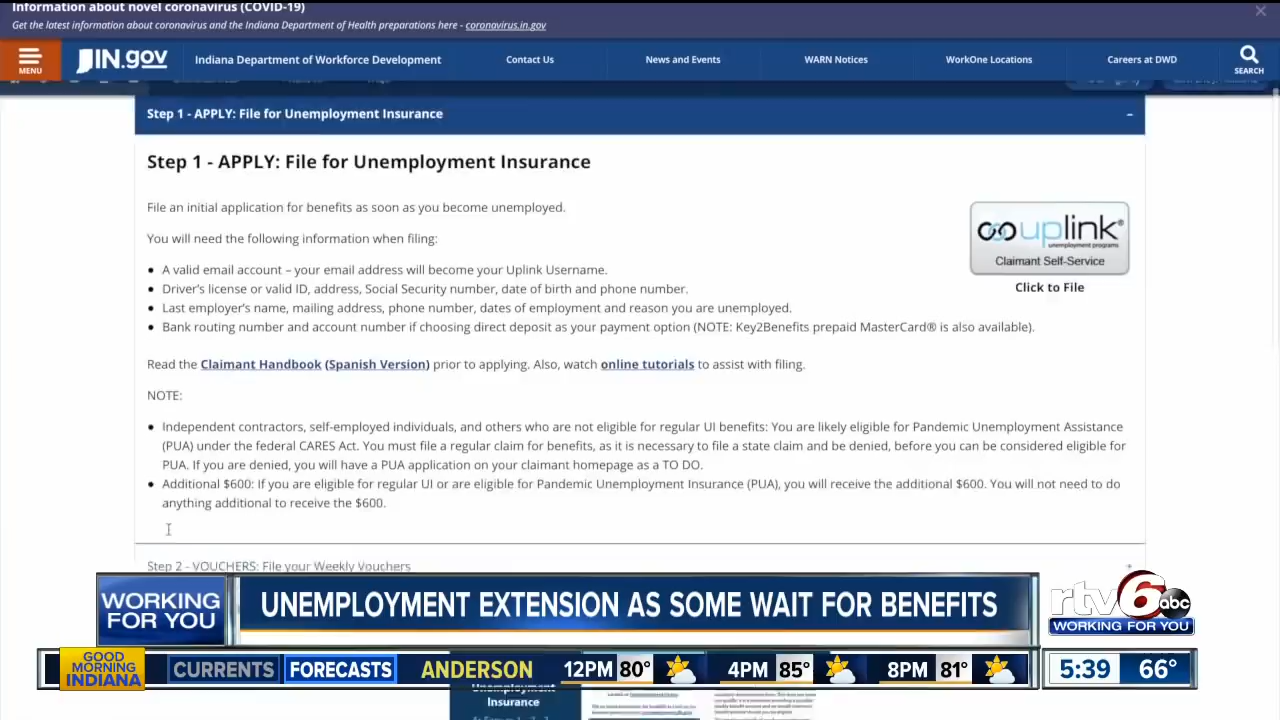 Information about novel coronavirus (COVID-19)
Get the latest information about coronavirus and the Indiana Department of Health preparations here - coronavirus.in.gov
MENU
IN.gov
Indiana Department of Workforce Development
Contact Us
News and Events
WARN Notices
WorkOne Locations
Careers at DWD
SEARCH
Step 1 - APPLY: File for Unemployment Insurance
Step 1 - APPLY: File for Unemployment Insurance
File an initial application for benefits as soon as you become unemployed.
You will need the following information when filing:
A valid email account – your email address will become your Uplink Username.
Driver's license or valid ID, address, Social Security number, date of birth and phone number.
Last employer's name, mailing address, phone number, dates of employment and reason you are unemployed.
Bank routing number and account number if choosing direct deposit as your payment option (NOTE: Key2Benefits prepaid MasterCard® is also available).
uplink®
unemployment programs
Claimant Self-Service
Click to File
Read the Claimant Handbook (Spanish Version) prior to applying. Also, watch online tutorials to assist with filing.
NOTE:
Independent contractors, self-employed individuals, and others who are not eligible for regular UI benefits: You are likely eligible for Pandemic Unemployment Assistance
(PUA) under the federal CARES Act. You must file a regular claim for benefits, as it is necessary to file a state claim and be denied, before you can be considered eligible for
PUA. If you are denied, you will have a PUA application on your claimant homepage as a TO DO.
Additional $600: If you are eligible for regular UI or are eligible for Pandemic Unemployment Insurance (PUA), you will receive the additional $600. You will not need to do
anything additional to receive the $600.
Step 2 - VOUCHERS: File your Weekly Vouchers
WORKING
FOR YOU
UNEMPLOYMENT EXTENSION AS SOME WAIT FOR BENEFITS
rtv6 abc
WORKING FOR YOU
GOOD
MORNING
INDIANA
CURRENTS
FORECASTS
ANDERSON
12PM 80°
4PM 85°
8PM 81°
5:39
66°
Unemployment
Insurance